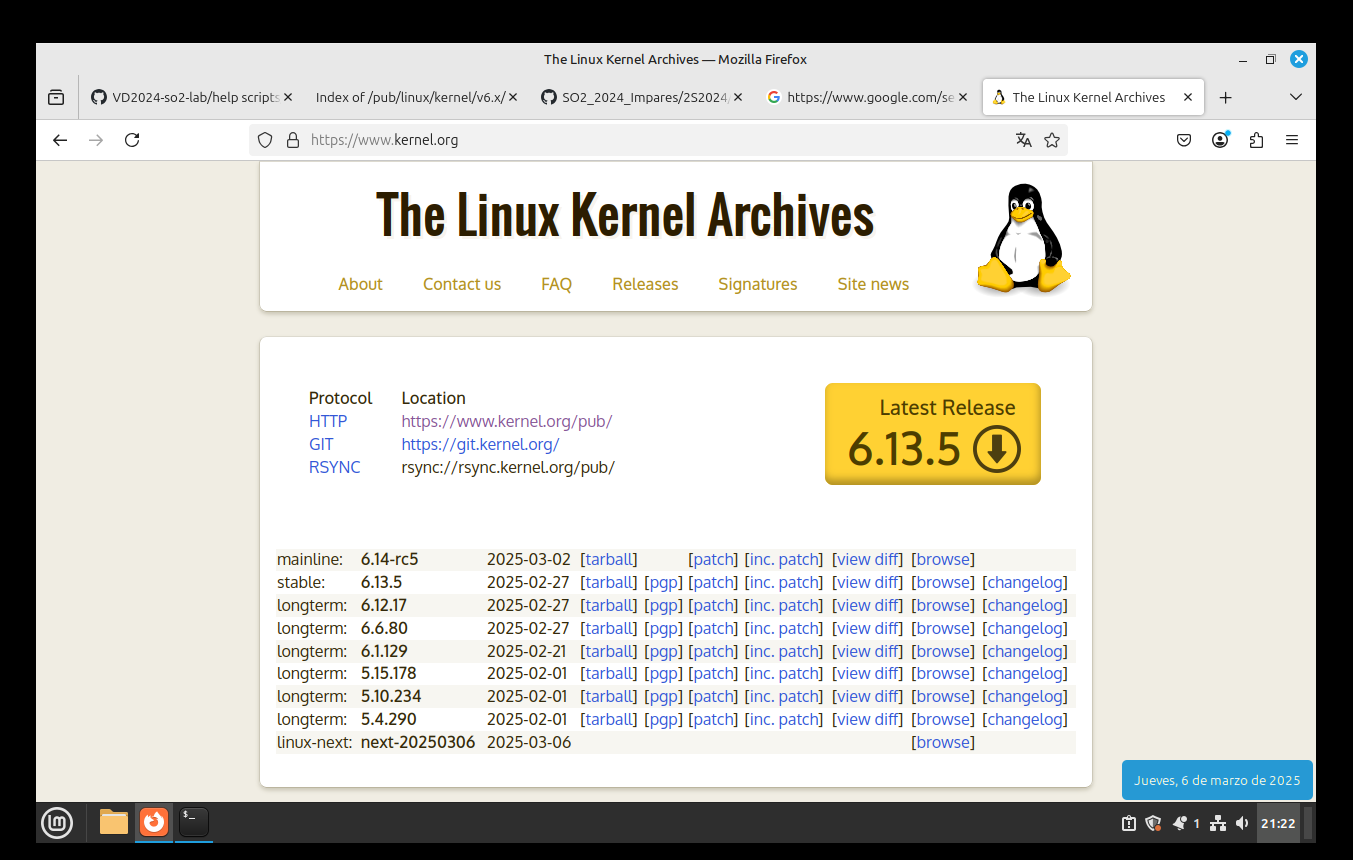 The Linux Kernel Archives — Mozilla Firefox
VD2024-so2-lab/help scripts
Index of /pub/linux/kernel/v6.x/
SO2_2024_Impares/2S2024/
https://www.google.com/se
The Linux Kernel Archives
https://www.kernel.org
The Linux Kernel Archives
About Contact us FAQ Releases Signatures Site news
Protocol Location
HTTP https://www.kernel.org/pub/
GIT https://git.kernel.org/
RSYNC rsync://rsync.kernel.org/pub/
Latest Release
6.13.5
mainline: 6.14-rc5 2025-03-02 [tarball] [patch] [inc. patch] [view diff] [browse]
stable: 6.13.5 2025-02-27 [tarball] [pgp] [patch] [inc. patch] [view diff] [browse] [changelog]
longterm: 6.12.17 2025-02-27 [tarball] [pgp] [patch] [inc. patch] [view diff] [browse] [changelog]
longterm: 6.6.80 2025-02-27 [tarball] [pgp] [patch] [inc. patch] [view diff] [browse] [changelog]
longterm: 6.1.129 2025-02-21 [tarball] [pgp] [patch] [inc. patch] [view diff] [browse] [changelog]
longterm: 5.15.178 2025-02-01 [tarball] [pgp] [patch] [inc. patch] [view diff] [browse] [changelog]
longterm: 5.10.234 2025-02-01 [tarball] [pgp] [patch] [inc. patch] [view diff] [browse] [changelog]
longterm: 5.4.290 2025-02-01 [tarball] [pgp] [patch] [inc. patch] [view diff] [browse] [changelog]
linux-next: next-20250306 2025-03-06 [browse]
Jueves, 6 de marzo de 2025
$_
1
21:22